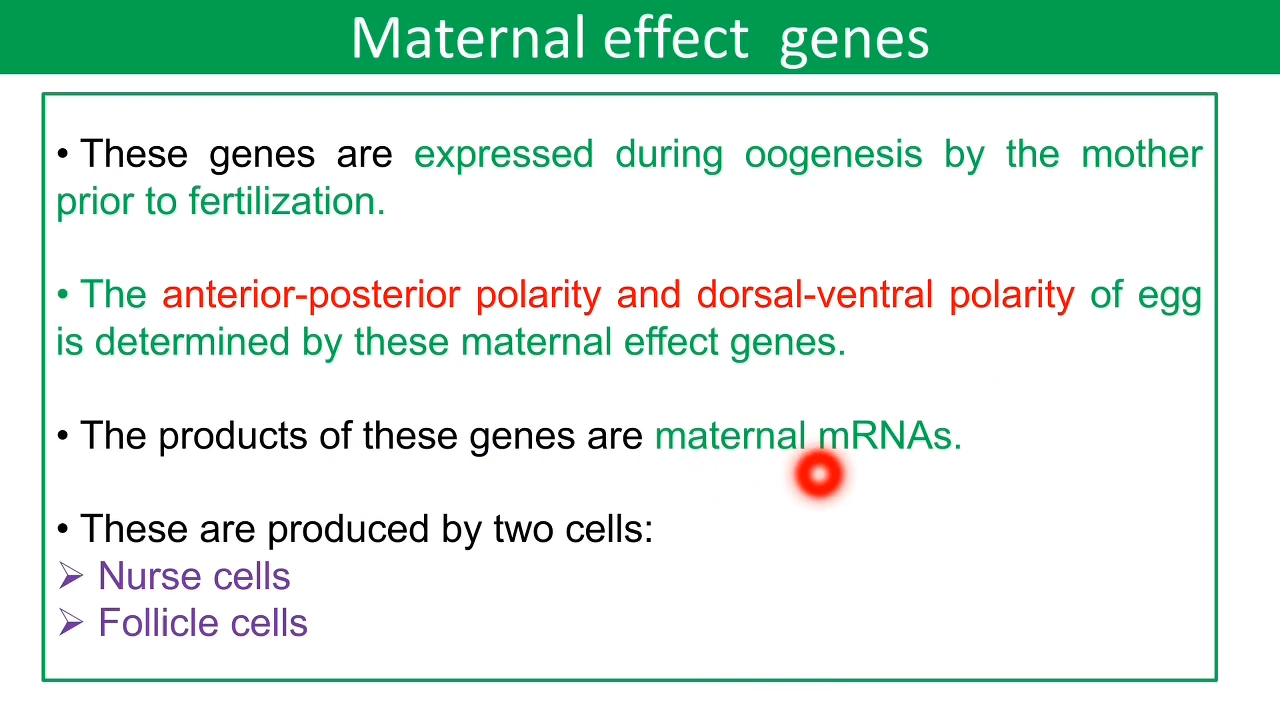 Maternal effect genes
• These genes are expressed during oogenesis by the mother
prior to fertilization.
• The anterior-posterior polarity and dorsal-ventral polarity of egg
is determined by these maternal effect genes.
• The products of these genes are maternal mRNAs.
• These are produced by two cells:
➢ Nurse cells
➢ Follicle cells